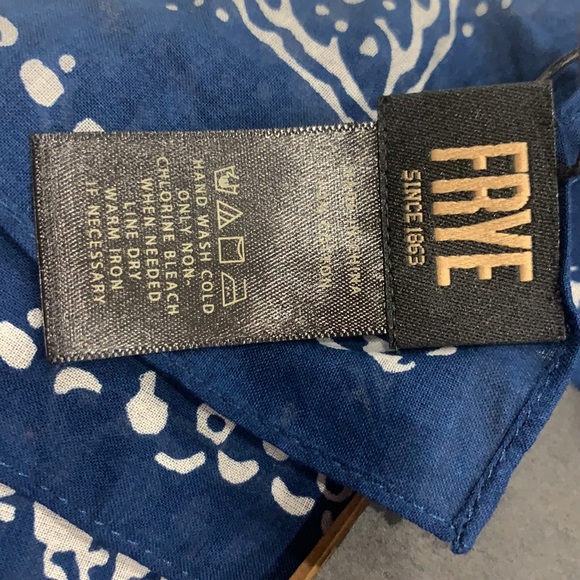 FRYE
SINCE 1863
HAND WASH COLD
ONLY NON-
CHLORINE BLEACH
WHEN NEEDED
LINE DRY
WARM IRON
IF NECESSARY